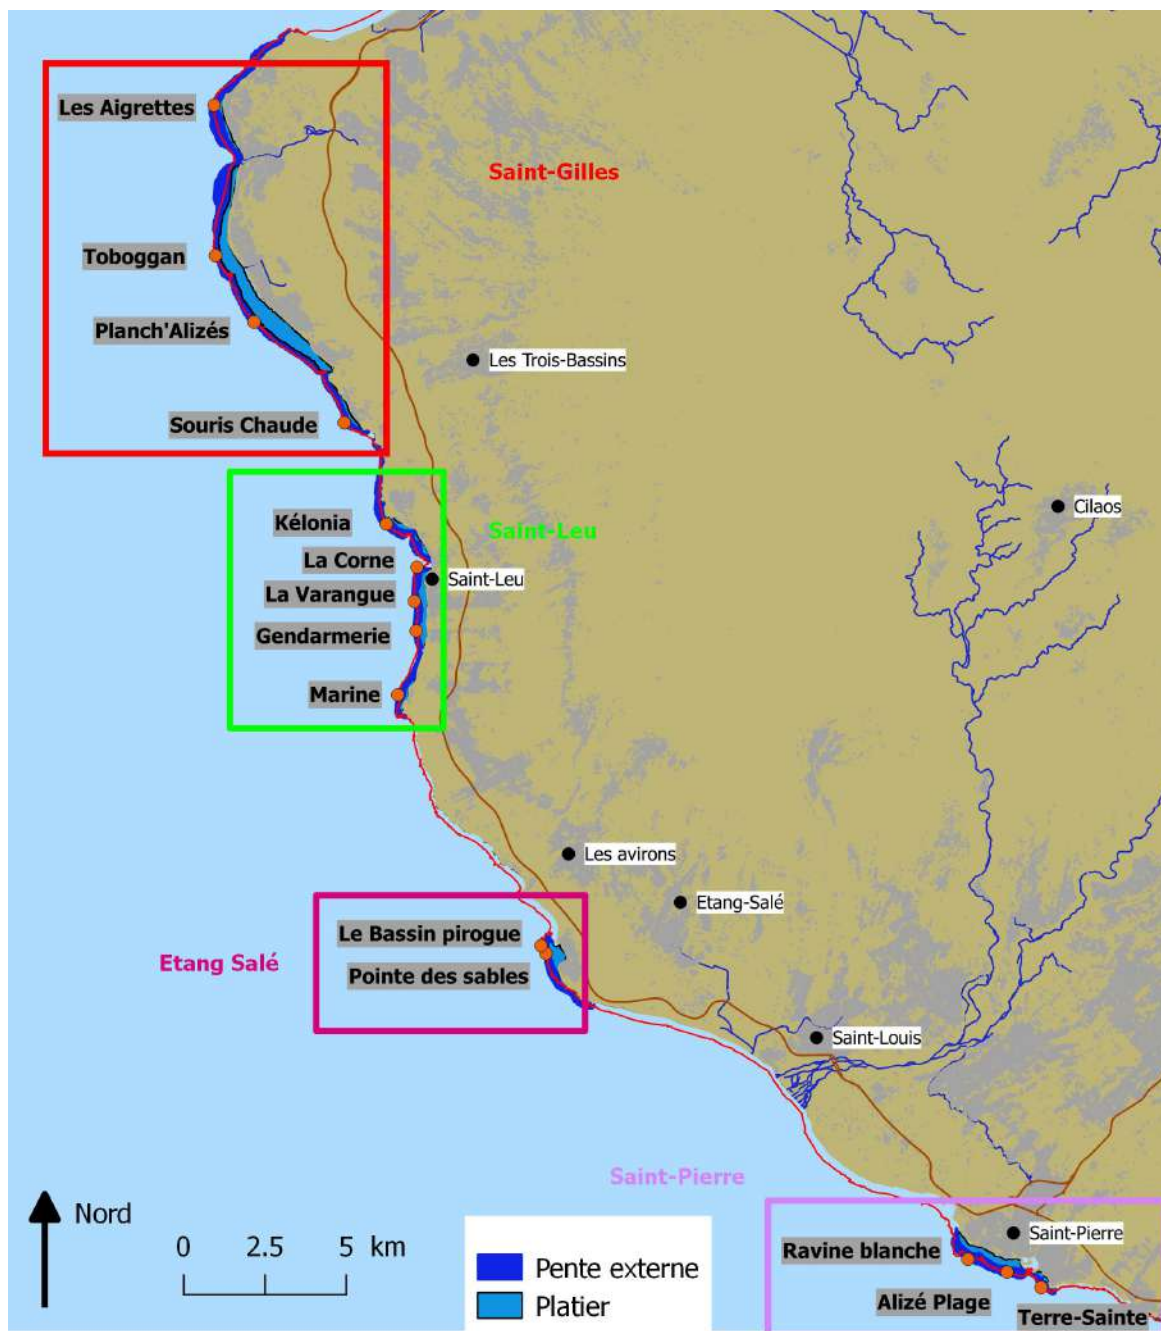 Les Aigrettes
Saint-Gilles
Toboggan
Planch'Alizés
Les Trois-Bassins
Souris Chaude
Cilaos
Kélonia
Saint-Leu
La Corne
Saint-Leu
La Varangue
Gendarmerie
Marine
Les avirons
Etang-Salé
Le Bassin pirogue
Etang Salé
Pointe des sables
Saint-Louis
Saint-Pierre
Nord
Saint-Pierre
Ravine blanche
0 2.5 5 km
Pente externe
Alizé Plage
Platier
Terre-Sainte